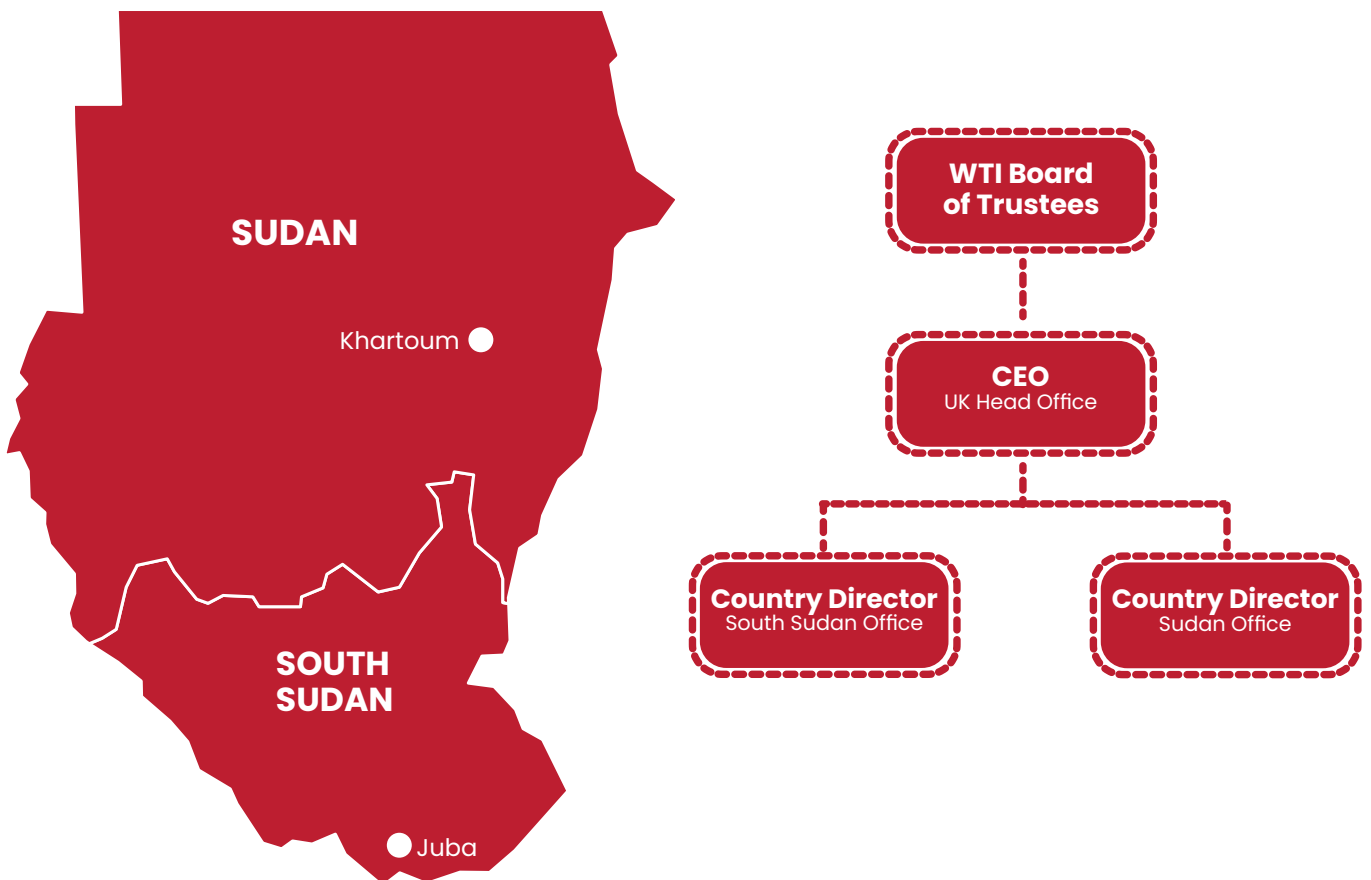 SUDAN
Khartoum
SOUTH
SUDAN
Juba
WTI Board
of Trustees
CEO
UK Head Office
Country Director
South Sudan Office
Country Director
Sudan Office